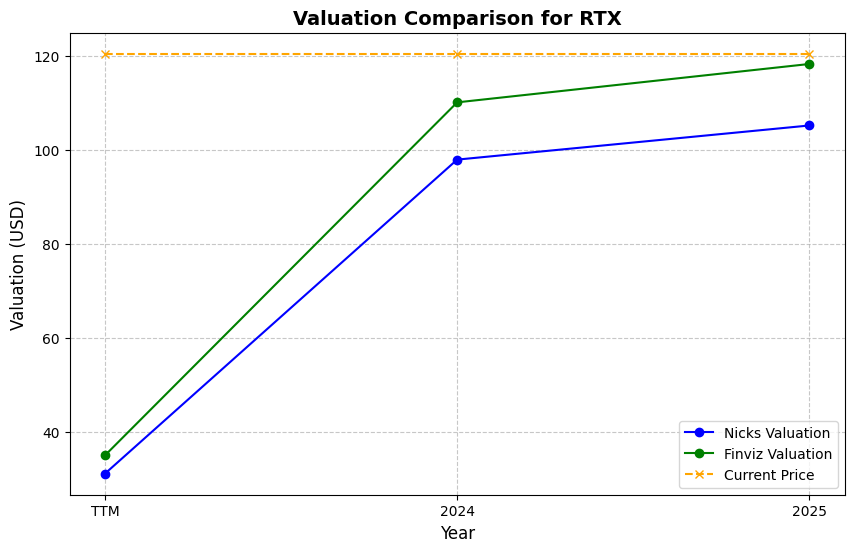 Valuation Comparison for RTX
Valuation (USD)
120
100
80
60
40
TTM
2024
2025
Year
Nicks Valuation
Finviz Valuation
Current Price